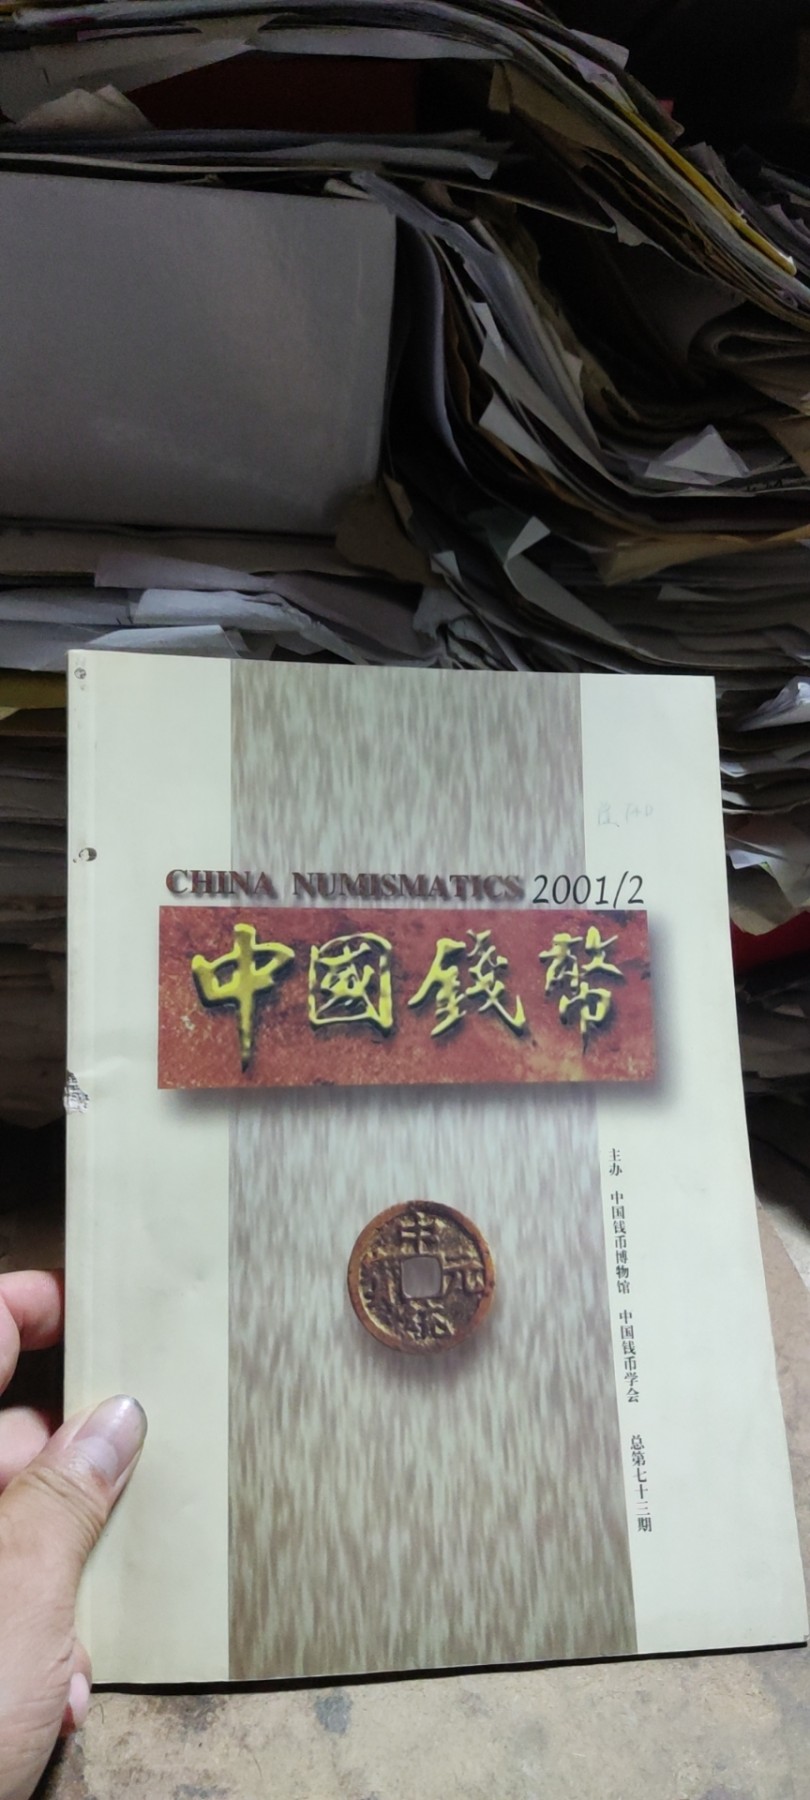 CHINA NUMISMATICS 2001/2
中國錢幣
主办 中国钱币博物馆 中国钱币学会 总第七十三期